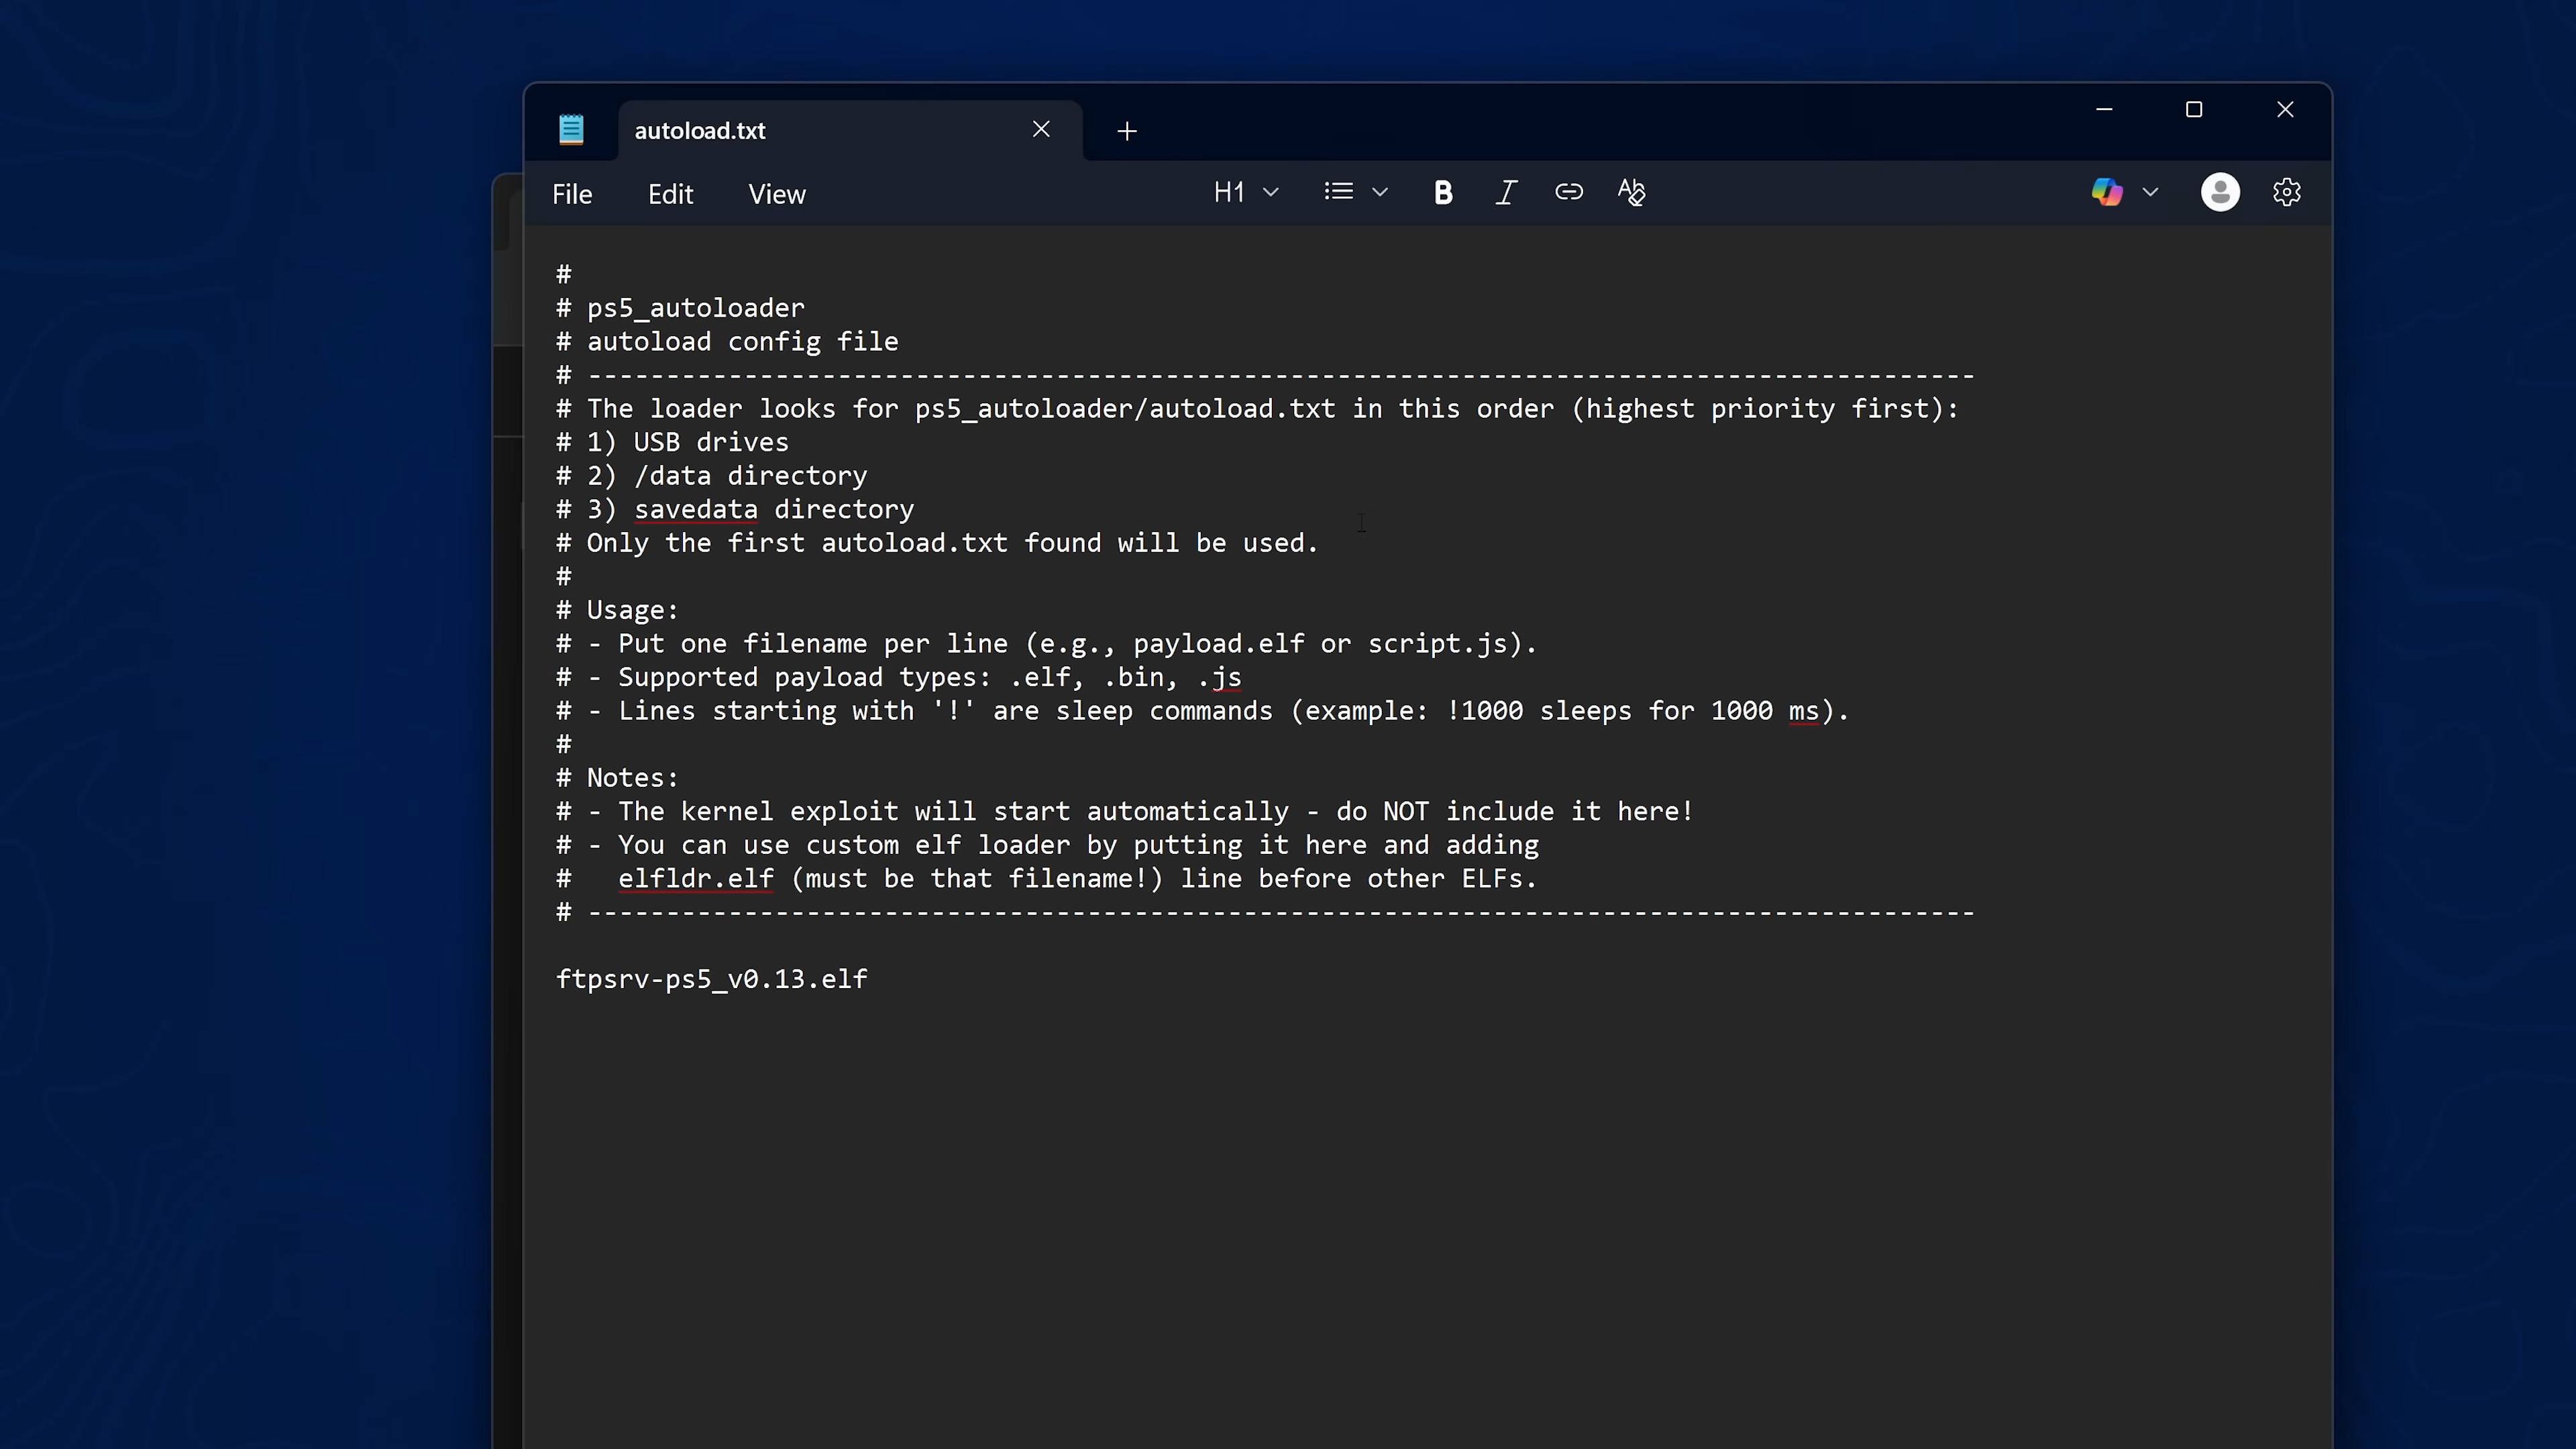 autoload.txt
File Edit View H1
#
# ps5_autoloader
# autoload config file
# -----------------------------------------------------------------------------------------
# The loader looks for ps5_autoloader/autoload.txt in this order (highest priority first):
# 1) USB drives
# 2) /data directory
# 3) savedata directory
# Only the first autoload.txt found will be used.
#
# Usage:
# - Put one filename per line (e.g., payload.elf or script.js).
# - Supported payload types: .elf, .bin, .js
# - Lines starting with '!' are sleep commands (example: !1000 sleeps for 1000 ms).
#
# Notes:
# - The kernel exploit will start automatically - do NOT include it here!
# - You can use custom elf loader by putting it here and adding
#   elfldr.elf (must be that filename!) line before other ELFs.
# -----------------------------------------------------------------------------------------
ftpsrv-ps5_v0.13.elf